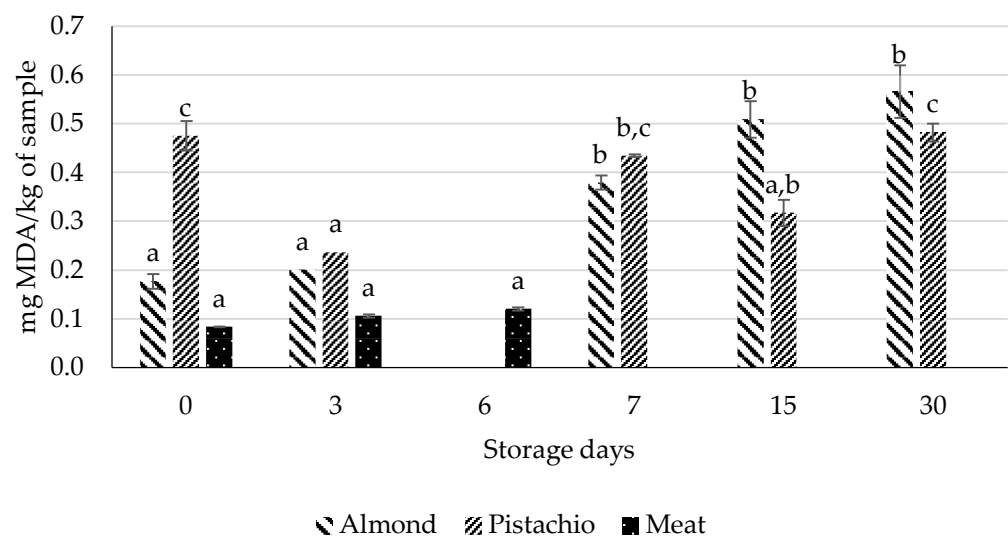 0.7
0.6
0.5
0.4
0.3
0.2
0.1
0.0
mg MDA/kg of sample
a c a
a a a
a
b b,c
b a,b
b c
0 3 6 7 15 30
Storage days
Almond Pistachio Meat